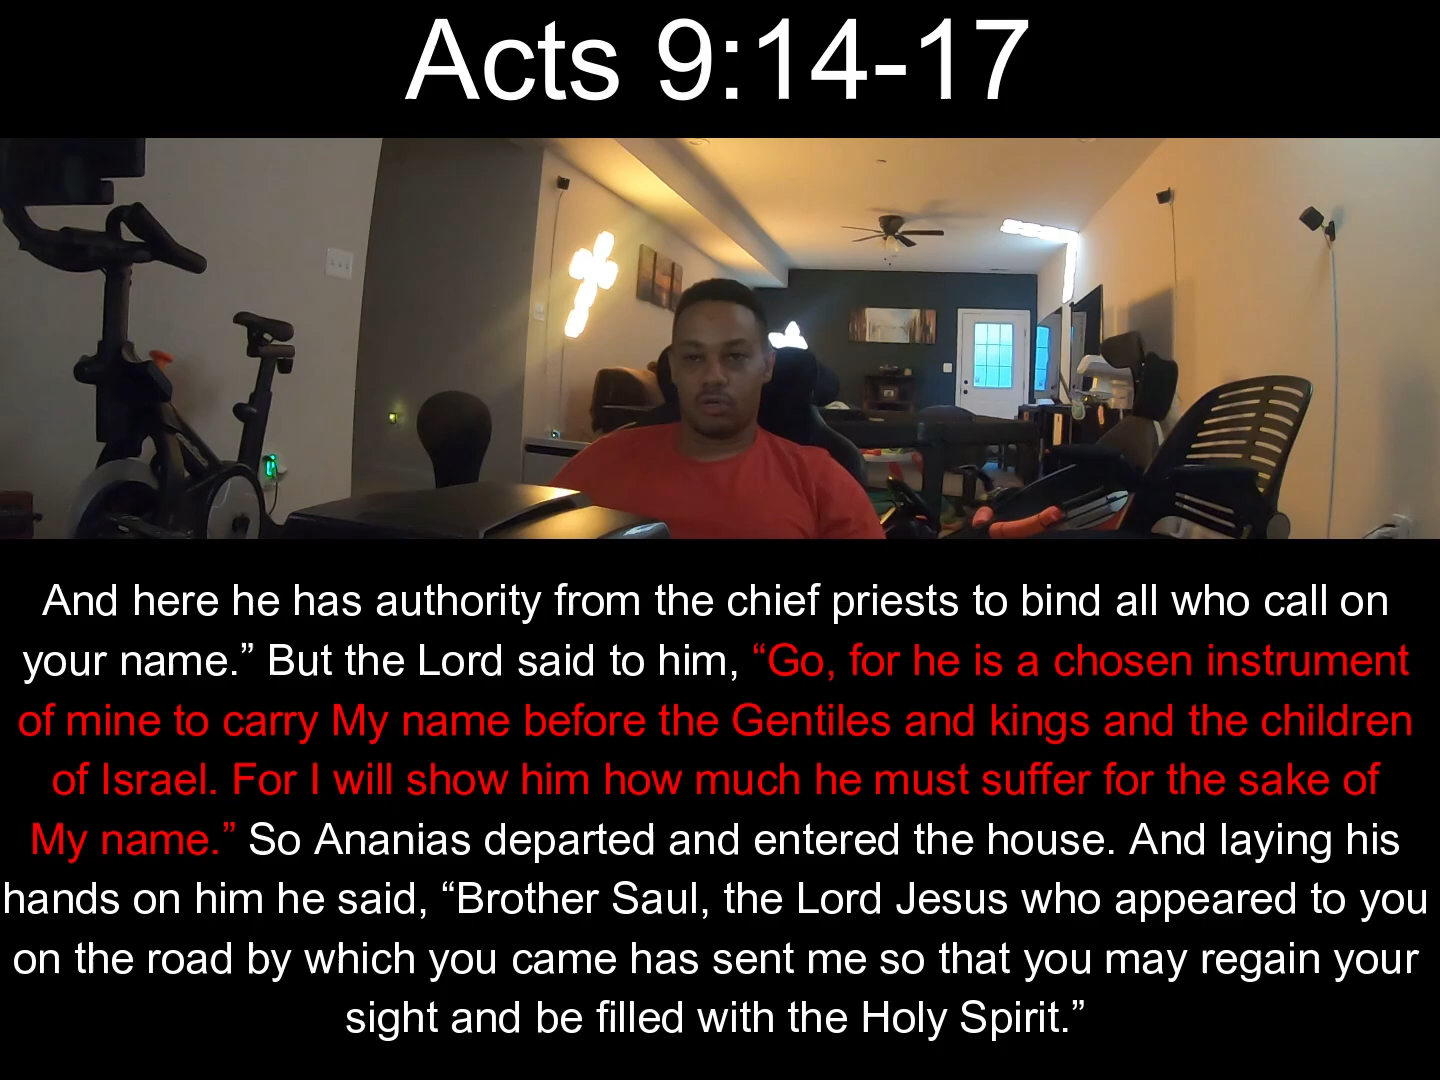 Acts 9:14-17
And here he has authority from the chief priests to bind all who call on
your name.” But the Lord said to him, “Go, for he is a chosen instrument
of mine to carry My name before the Gentiles and kings and the children
of Israel. For I will show him how much he must suffer for the sake of
My name.” So Ananias departed and entered the house. And laying his
hands on him he said, “Brother Saul, the Lord Jesus who appeared to you
on the road by which you came has sent me so that you may regain your
sight and be filled with the Holy Spirit.”